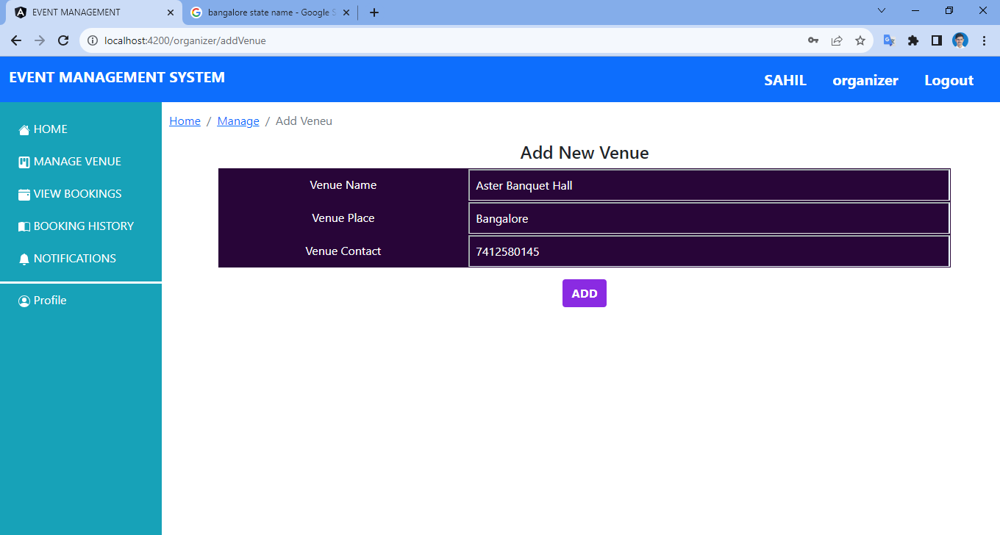 EVENT MANAGEMENT
bangalore state name - Google S
localhost:4200/organizer/addVenue
EVENT MANAGEMENT SYSTEM
SAHIL organizer Logout
HOME
MANAGE VENUE
VIEW BOOKINGS
BOOKING HISTORY
NOTIFICATIONS
Profile
Home / Manage / Add Veneu
Add New Venue
Venue Name Aster Banquet Hall
Venue Place Bangalore
Venue Contact 7412580145
ADD